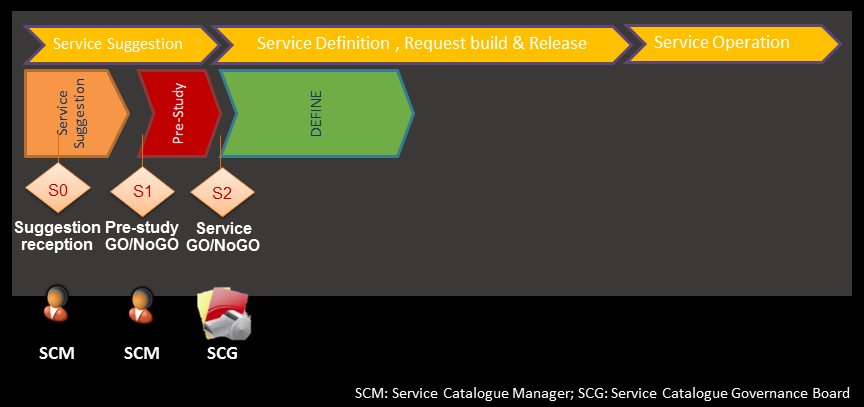 Service Suggestion
Service Definition , Request build & Release
Service Operation
Service
Suggestion
Pre-Study
DEFINE
S0
S1
S2
Suggestion
reception
Pre-study
GO/NoGO
Service
GO/NoGO
SCM
SCM
SCG
SCM: Service Catalogue Manager; SCG: Service Catalogue Governance Board